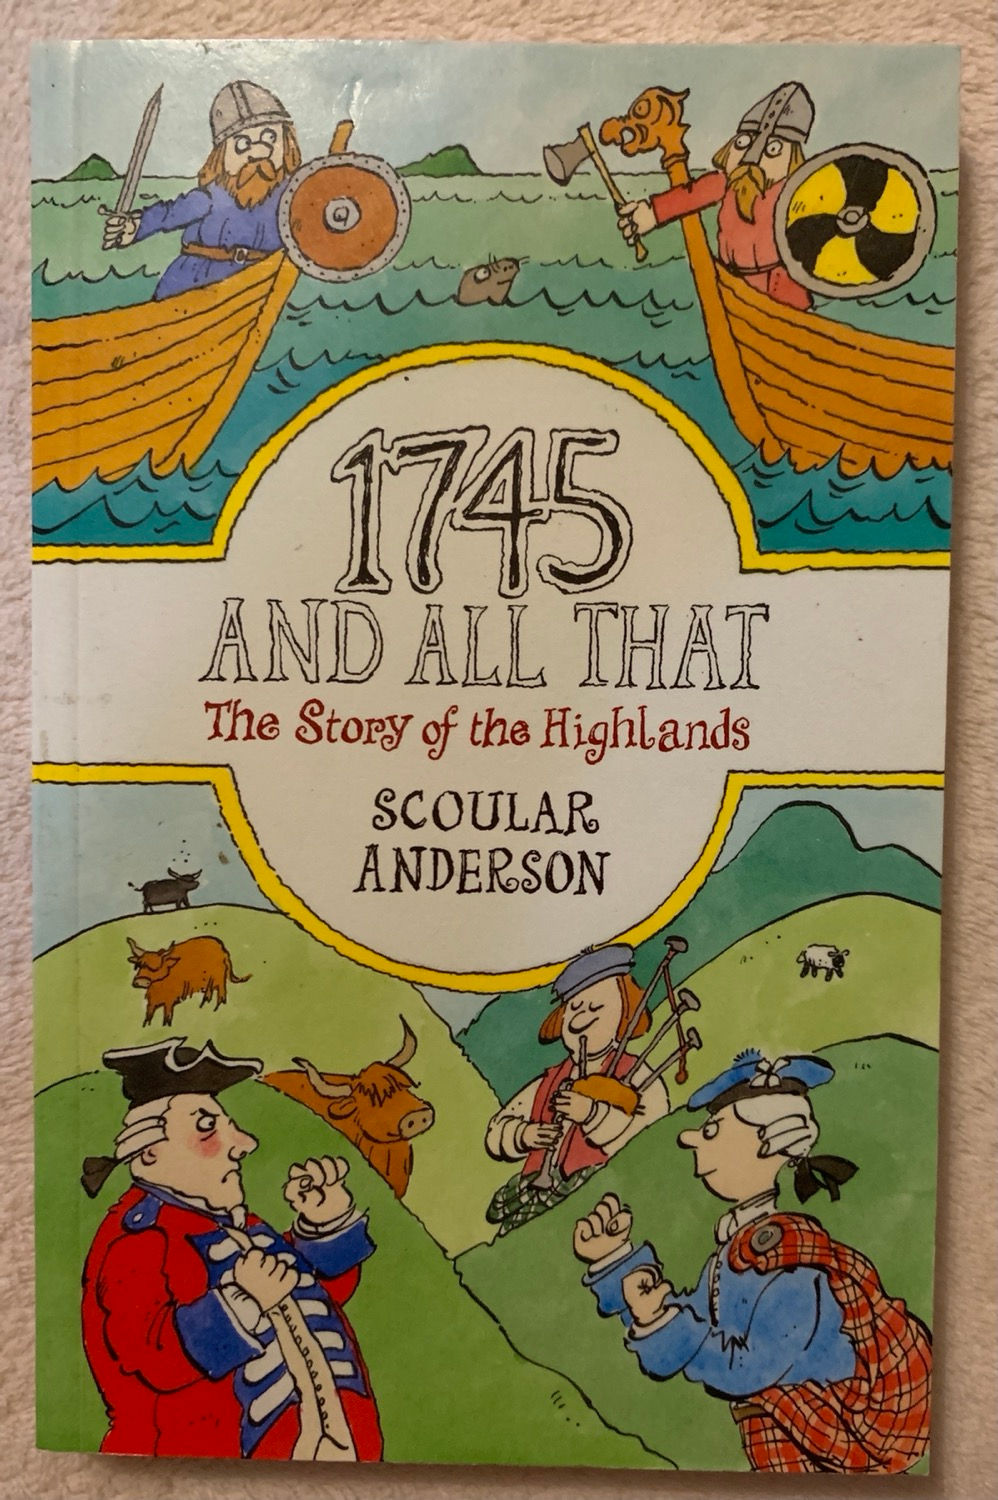 1745
AND ALL THAT
The Story of the Highlands
SCOULAR
ANDERSON